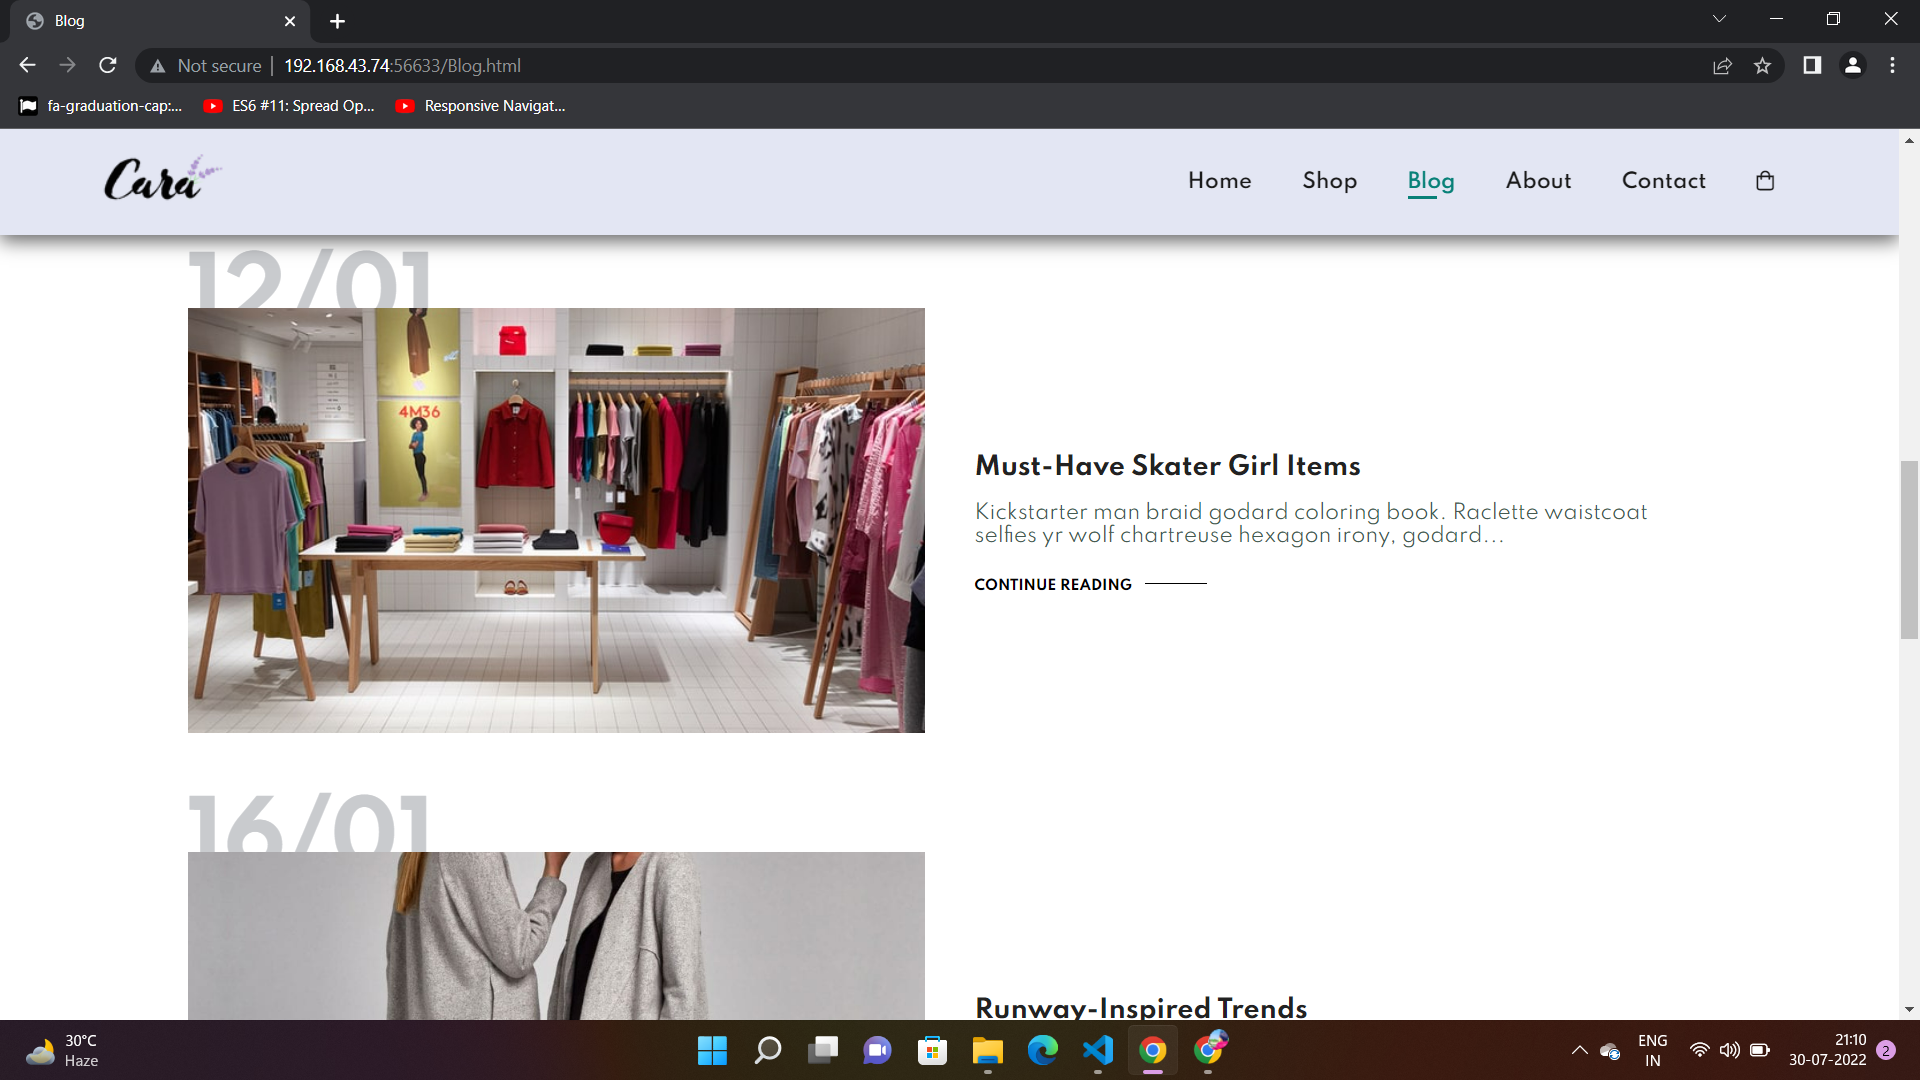 Blog
Not secure | 192.168.43.74:56633/Blog.html
fa-graduation-cap:...
ES6 #11: Spread Op...
Responsive Navigat...
Cara
Home
Shop
Blog
About
Contact
12/01
4M36
Must-Have Skater Girl Items
Kickstarter man braid godard coloring book. Raclette waistcoat
selfies yr wolf chartreuse hexagon irony, godard...
CONTINUE READING
16/01
Runway-Inspired Trends
30°C
Haze
ENG
IN
21:10
30-07-2022
2